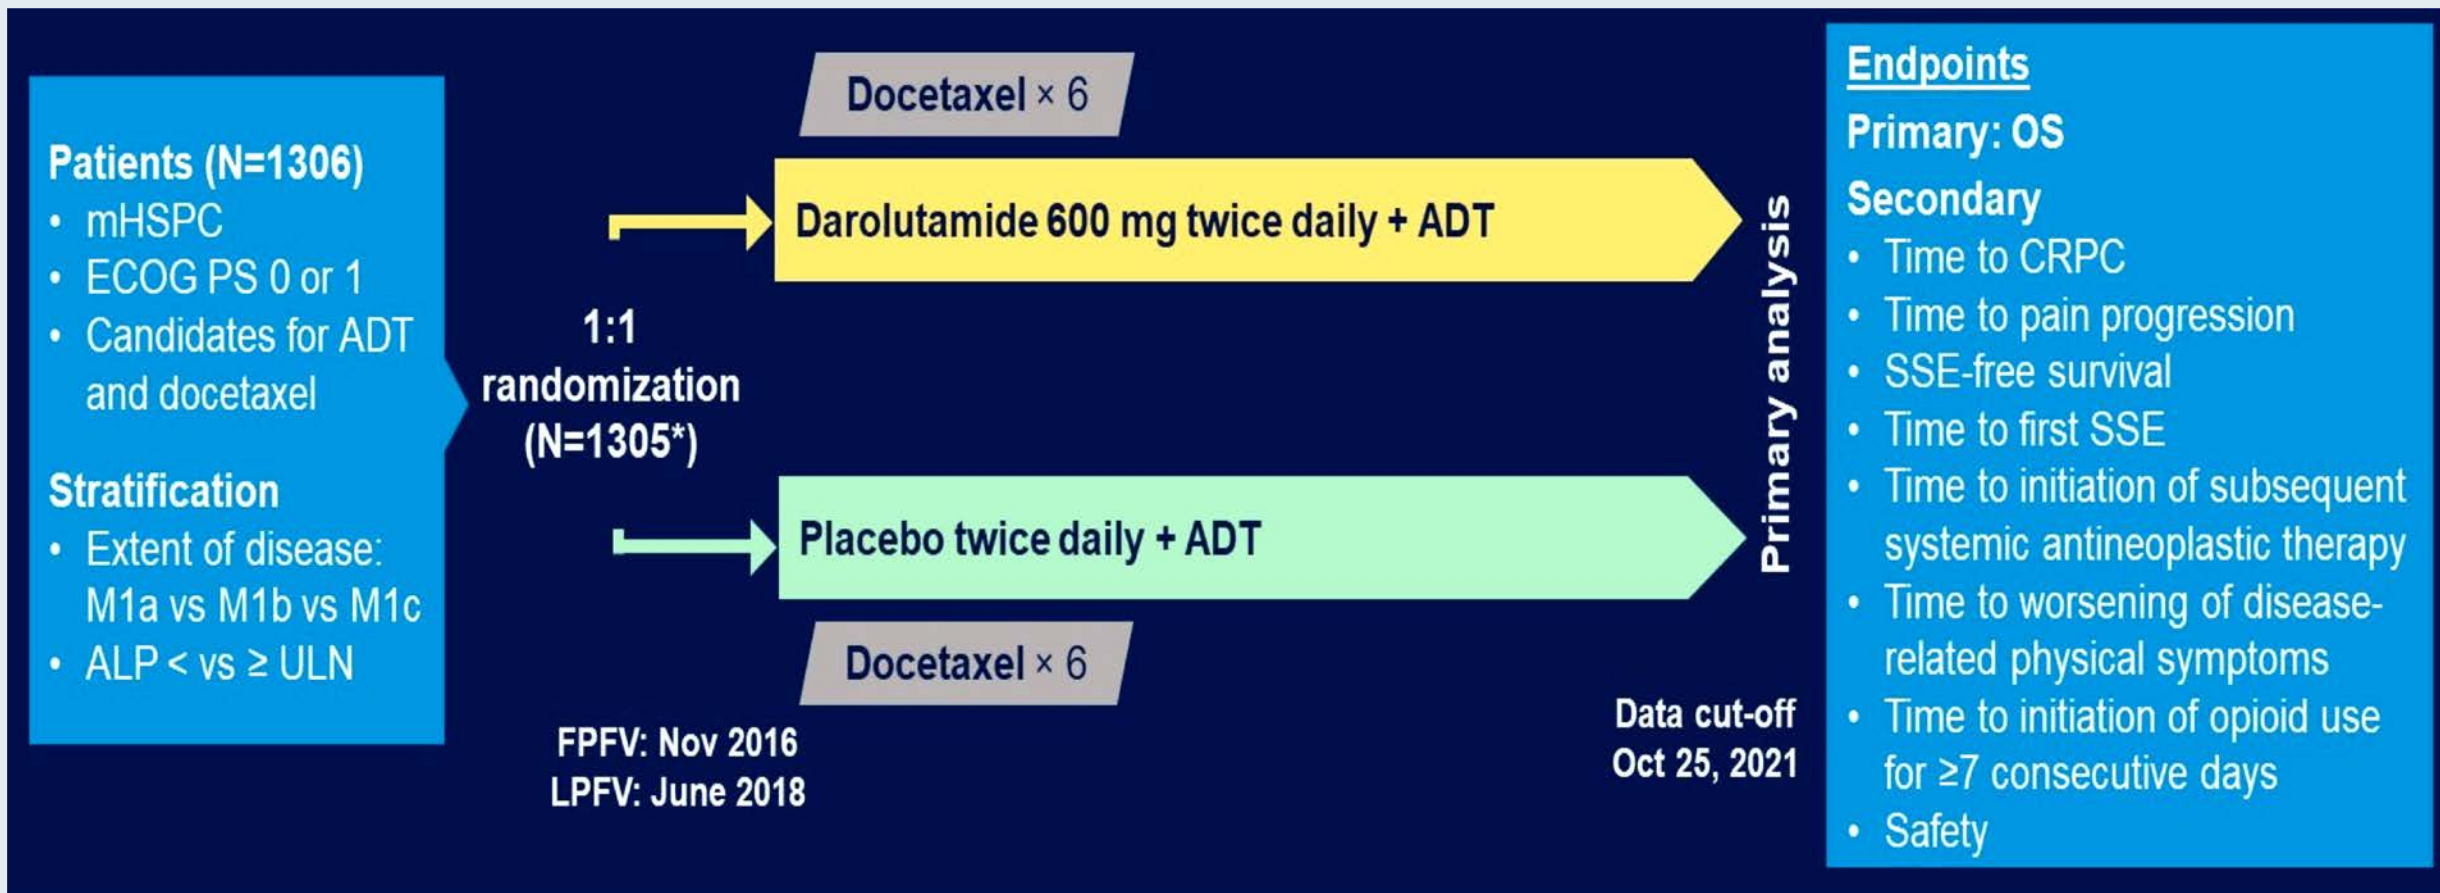 Patients (N=1306)
• mHSPC
• ECOG PS 0 or 1
• Candidates for ADT
and docetaxel
Stratification
• Extent of disease:
M1a vs M1b vs M1c
• ALP < vs ≥ ULN
1:1
randomization
(N=1305*)
FPFV: Nov 2016
LPFV: June 2018
Docetaxel × 6
Darolutamide 600 mg twice daily + ADT
Placebo twice daily + ADT
Docetaxel × 6
Primary analysis
Data cut-off
Oct 25, 2021
Endpoints
Primary: OS
Secondary
• Time to CRPC
• Time to pain progression
• SSE-free survival
• Time to first SSE
• Time to initiation of subsequent
systemic antineoplastic therapy
• Time to worsening of disease-
related physical symptoms
• Time to initiation of opioid use
for ≥7 consecutive days
• Safety